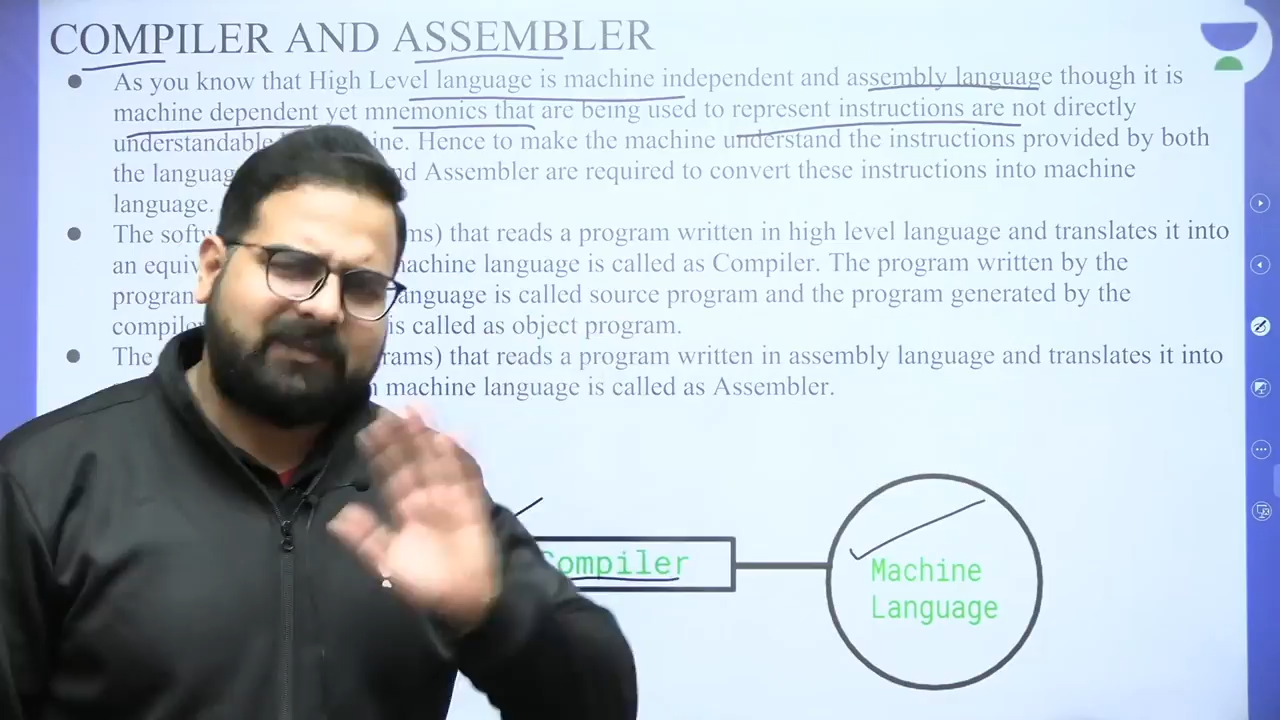 COMPILER AND ASSEMBLER
As you know that High Level language is machine independent and assembly language though it is
machine dependent yet mnemonics that are being used to represent instructions are not directly
understandable ine. Hence to make the machine understand the instructions provided by both
the languag nd Assembler are required to convert these instructions into machine
language.
The softw ms) that reads a program written in high level language and translates it into
an equiv machine language is called as Compiler. The program written by the
program anguage is called source program and the program generated by the
compile is called as object program.
The rams) that reads a program written in assembly language and translates it into
machine language is called as Assembler.
Compiler
Machine
Language